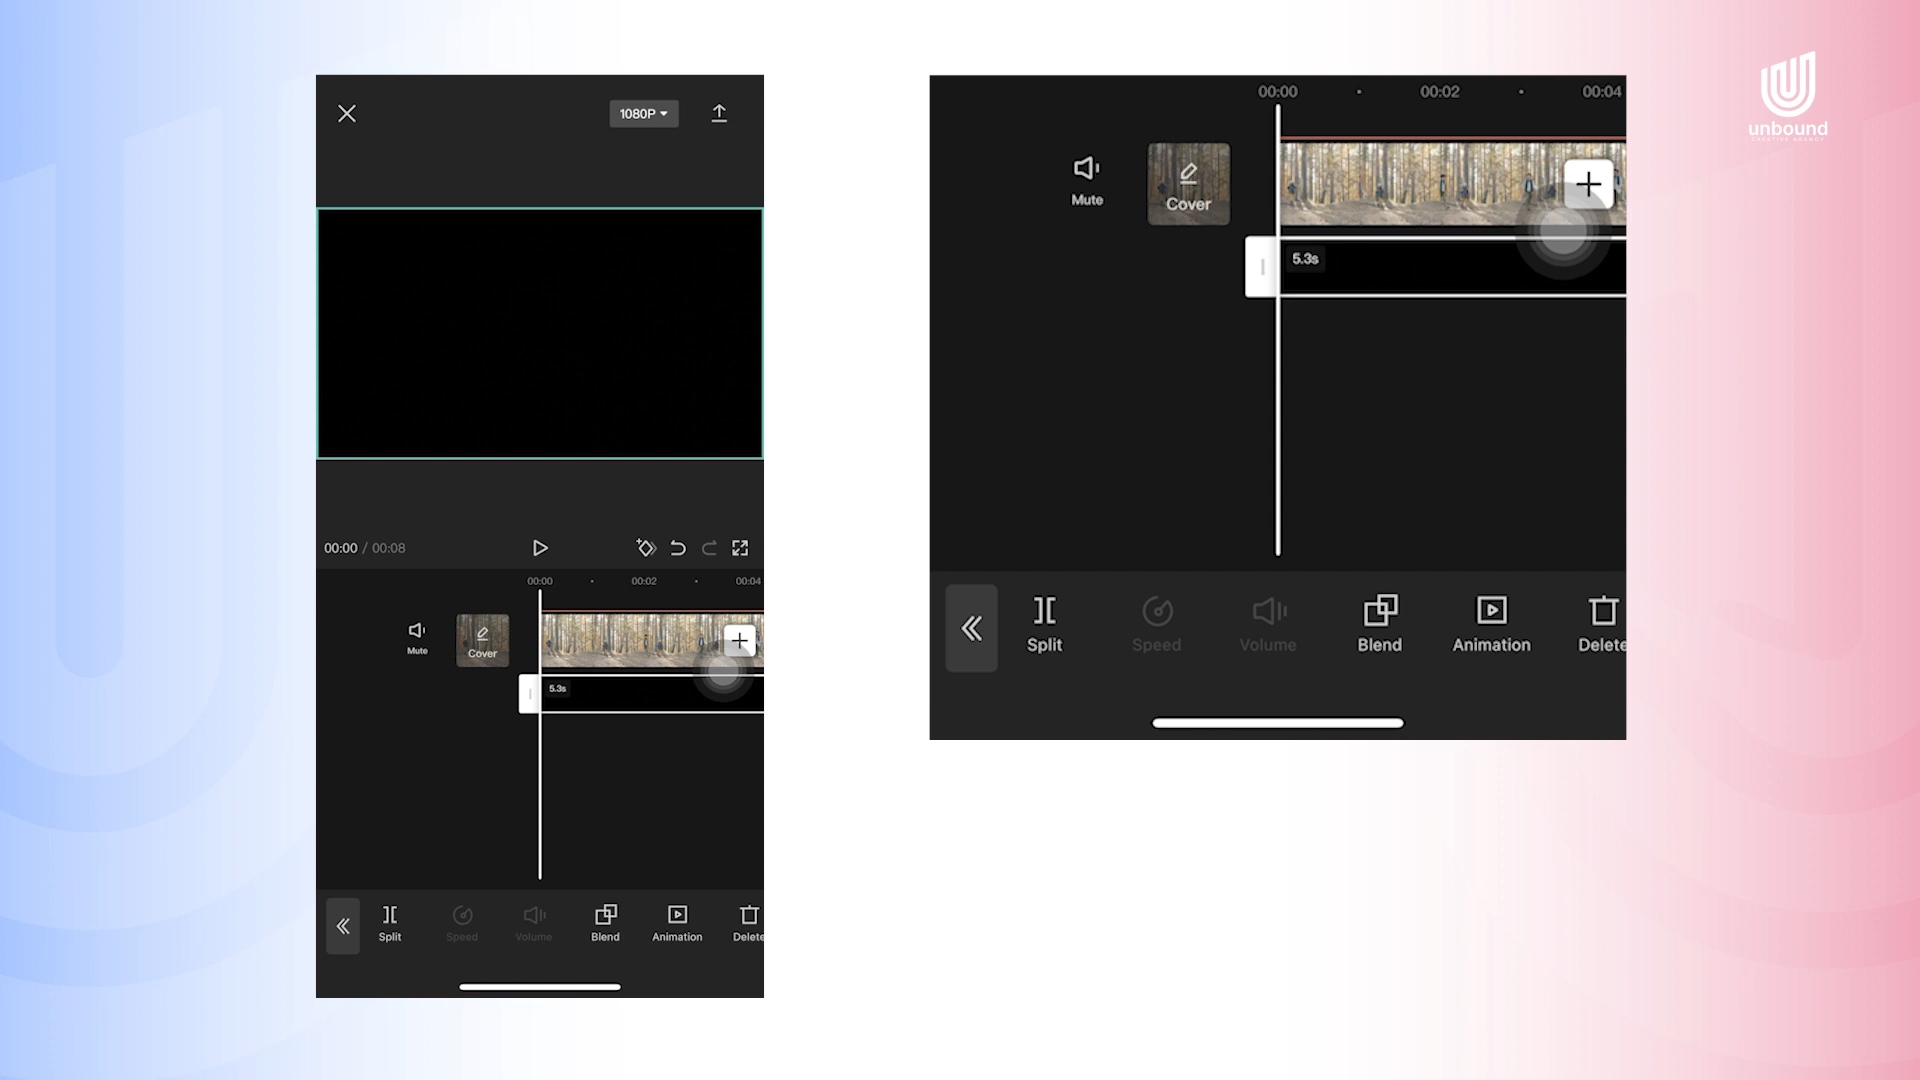 1080P
00:00 / 00:08
00:00
00:02
00:04
Mute
Cover
5.3s
Split
Speed
Volume
Blend
Animation
Delete
00:00
00:02
00:04
Mute
Cover
5.3s
Split
Speed
Volume
Blend
Animation
Delete
unbound
CREATIVE AGENCY